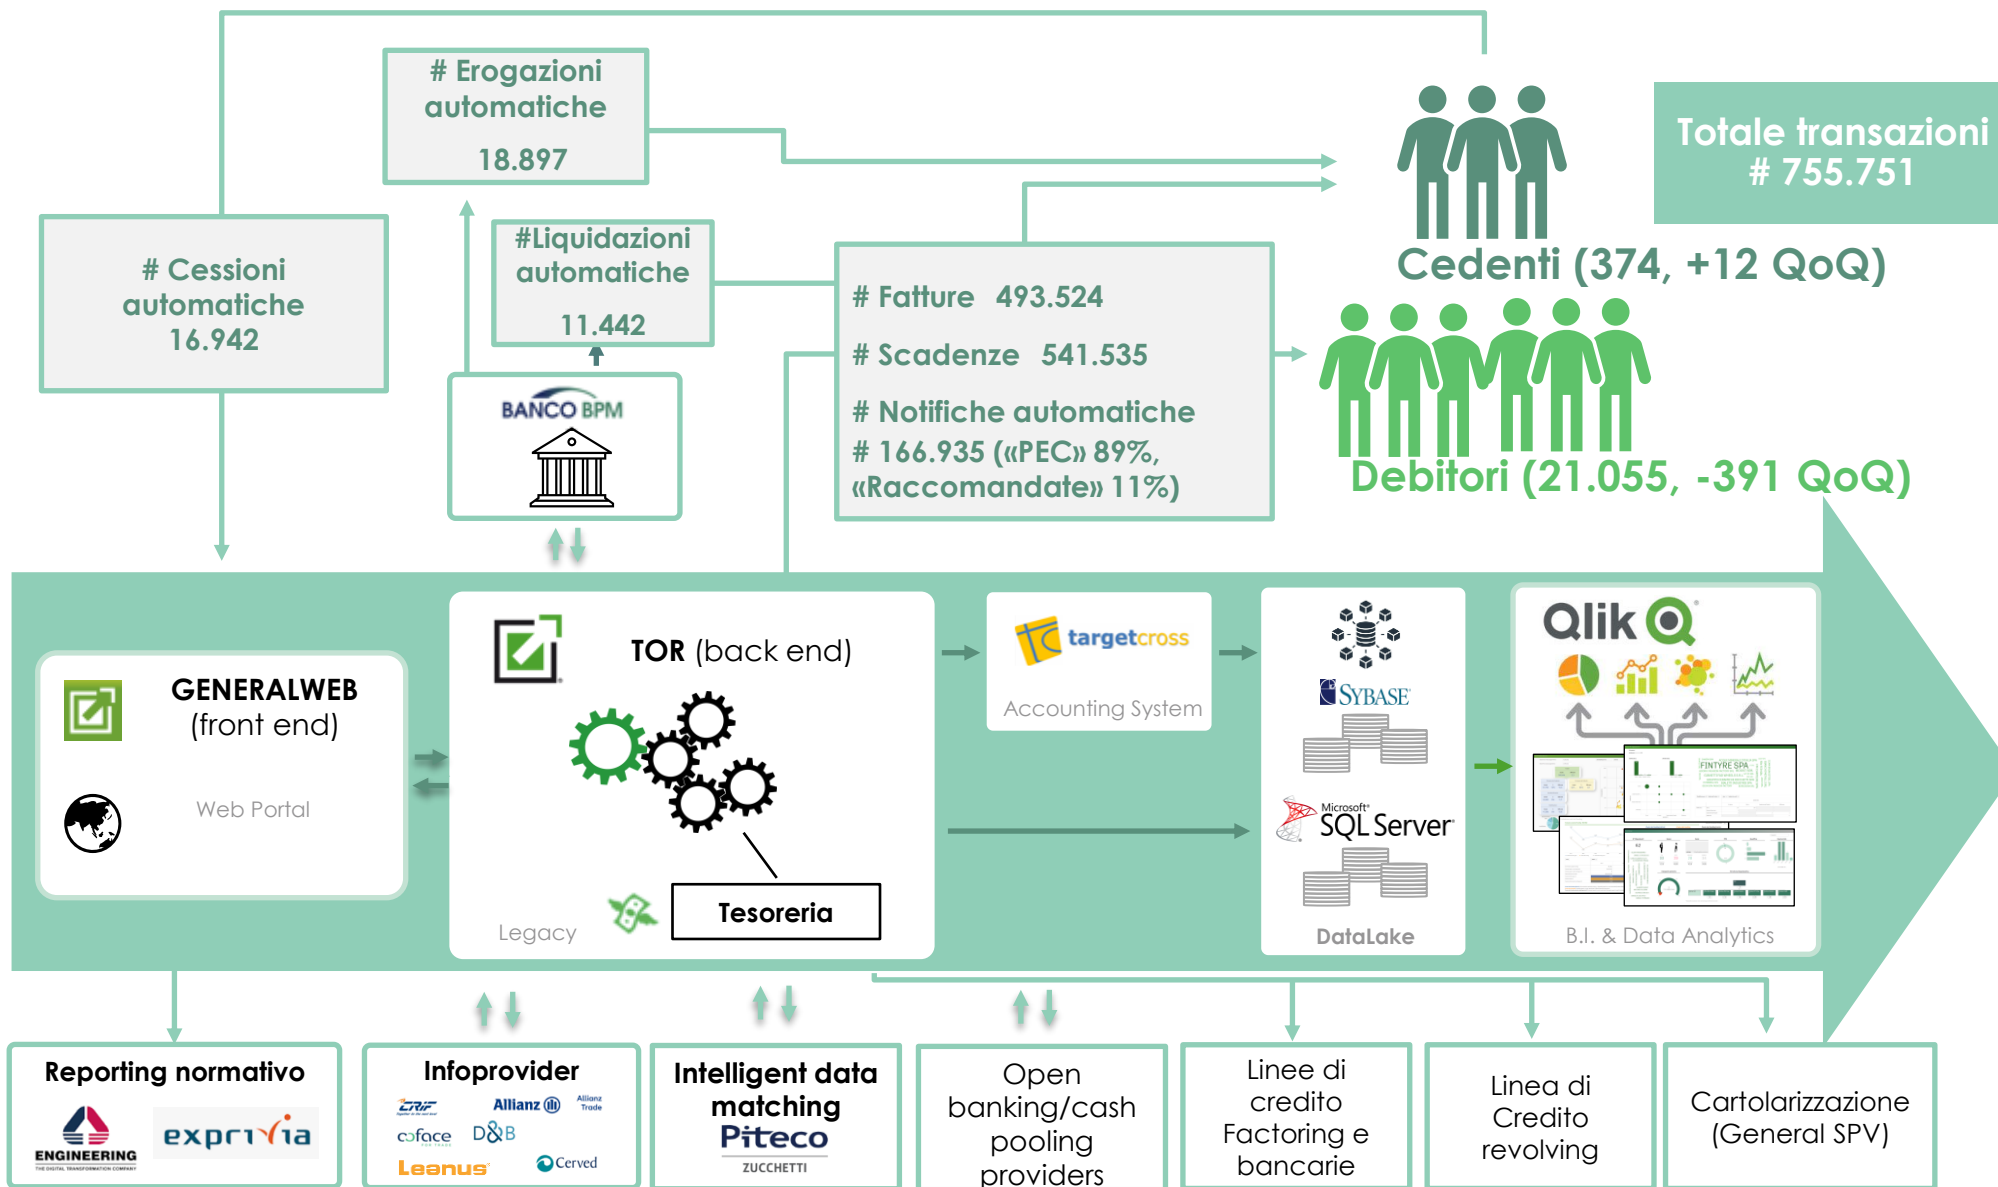 # Erogazioni
automatiche
18.897
Totale transazioni
# 755.751
# Cessioni
automatiche
16.942
#Liquidazioni
automatiche
11.442
# Fatture 493.524
# Scadenze 541.535
# Notifiche automatiche
# 166.935 («PEC» 89%,
«Raccomandate» 11%)
Cedenti (374, +12 QoQ)
Debitori (21.055, -391 QoQ)
BANCO BPM
GENERALWEB
(front end)
Web Portal
TOR (back end)
Tesoreria
Legacy
targetcross
Accounting System
SYBASE
Microsoft®
SQL Server
DataLake
Qlik
FINTYRE SPA
B.I. & Data Analytics
Reporting normativo
ENGINEERING
THE DIGITAL TRANSFORMATION COMPANY
exprivia
Infoprovider
CRIF
Allianz
Allianz
Trade
coface
D&B
Leanus
Cerved
Intelligent data
matching
Piteco
ZUCCHETTI
Open
banking/cash
pooling
providers
Linee di
credito
Factoring e
bancarie
Linea di
Credito
revolving
Cartolarizzazione
(General SPV)